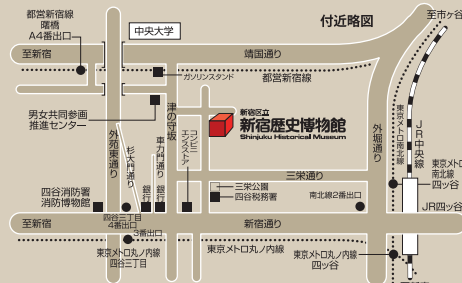 都営新宿線
曙橋
A4番出口
中央大学
付近略図
至市ヶ谷
至新宿
靖国通り
ガソリンスタンド
都営新宿線
男女共同参画
推進センター
津の守坂
コンビニ
エンスストア
新宿区立
新宿歴史博物館
Shinjuku Historical Museum
外苑東通り
杉大門通り
車力門通り
外堀通り
東京メトロ南北線
JR中央線
東京メトロ
南北線
四ッ谷
三栄通り
四谷消防署
消防博物館
銀行
銀行
三栄公園
四谷税務署
南北線2番出口
JR四ッ谷
四谷三丁目
4番出口
至新宿
新宿通り
3番出口
東京メトロ丸ノ内線
四谷三丁目
東京メトロ丸ノ内線
東京メトロ丸ノ内線
四ッ谷